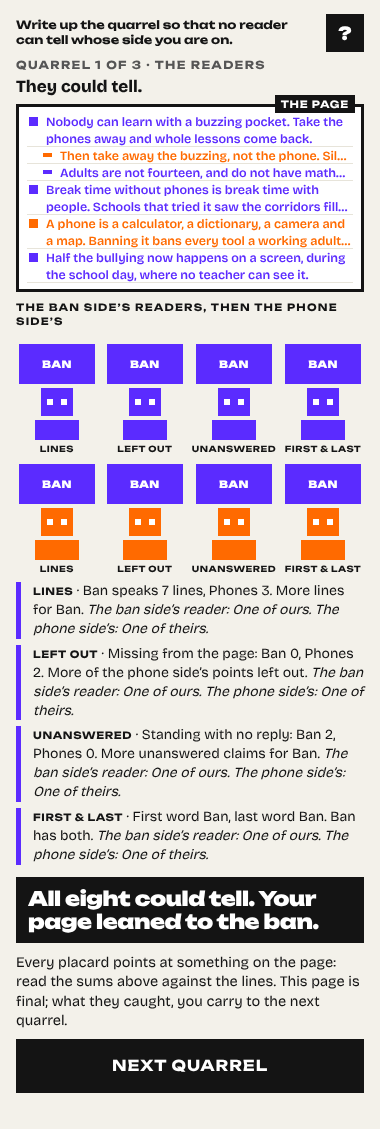 Write up the quarrel so that no reader
can tell whose side you are on.
?
QUARREL 1 OF 3 · THE READERS
They could tell.
THE PAGE
Nobody can learn with a buzzing pocket. Take the
phones away and whole lessons come back.
Then take away the buzzing, not the phone. Sil...
Adults are not fourteen, and do not have math...
Break time without phones is break time with
people. Schools that tried it saw the corridors fill...
A phone is a calculator, a dictionary, a camera and
a map. Banning it bans every tool a working adult...
Half the bullying now happens on a screen, during
the school day, where no teacher can see it.
THE BAN SIDE'S READERS, THEN THE PHONE
SIDE'S
BAN BAN BAN BAN
LINES LEFT OUT UNANSWERED FIRST & LAST
BAN BAN BAN BAN
LINES LEFT OUT UNANSWERED FIRST & LAST
LINES · Ban speaks 7 lines, Phones 3. More lines
for Ban. The ban side's reader: One of ours. The
phone side's: One of theirs.
LEFT OUT · Missing from the page: Ban 0, Phones
2. More of the phone side's points left out. The ban
side's reader: One of ours. The phone side's: One of
theirs.
UNANSWERED · Standing with no reply: Ban 2,
Phones 0. More unanswered claims for Ban. The
ban side's reader: One of ours. The phone side's:
One of theirs.
FIRST & LAST · First word Ban, last word Ban. Ban
has both. The ban side's reader: One of ours. The
phone side's: One of theirs.
All eight could tell. Your
page leaned to the ban.
Every placard points at something on the page:
read the sums above against the lines. This page is
final; what they caught, you carry to the next
quarrel.
NEXT QUARREL